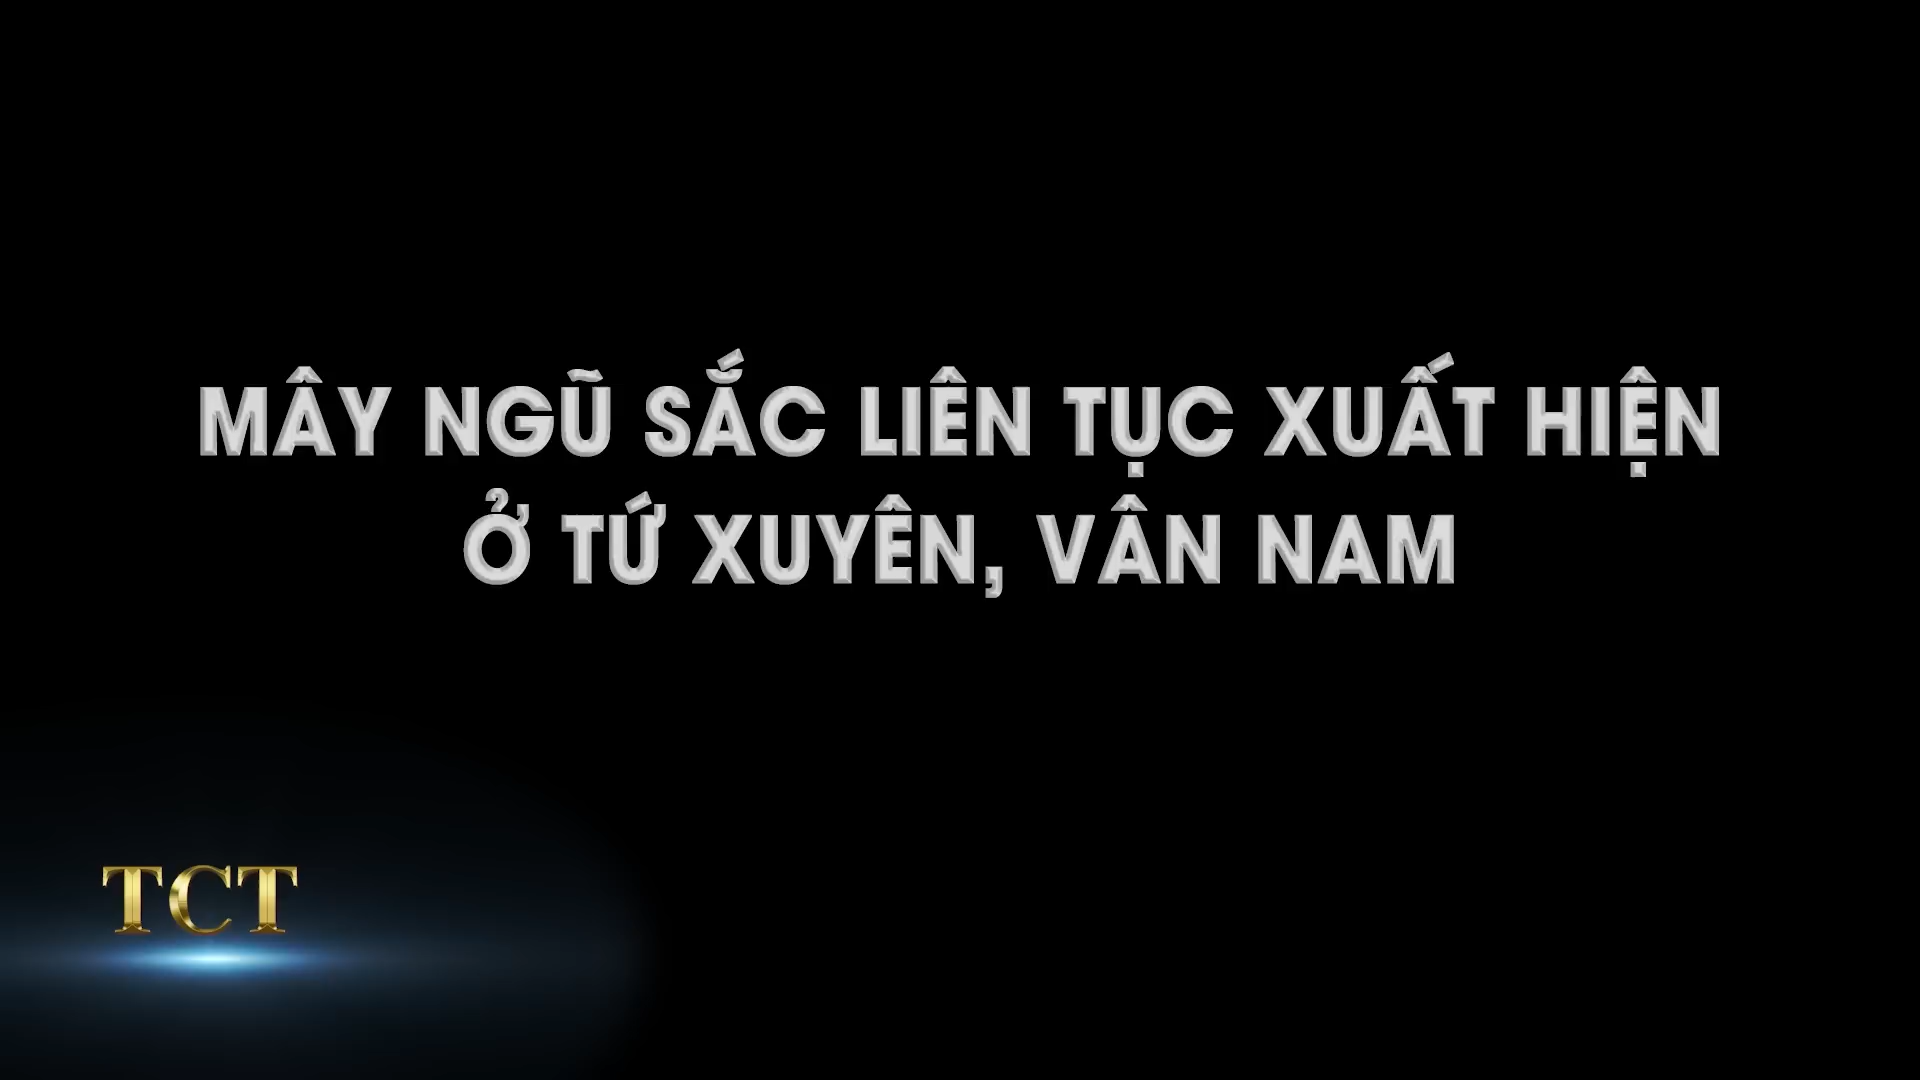 MÂY NGŨ SẮC LIÊN TỤC XUẤT HIỆN
Ở TỨ XUYÊN, VÂN NAM
TCT